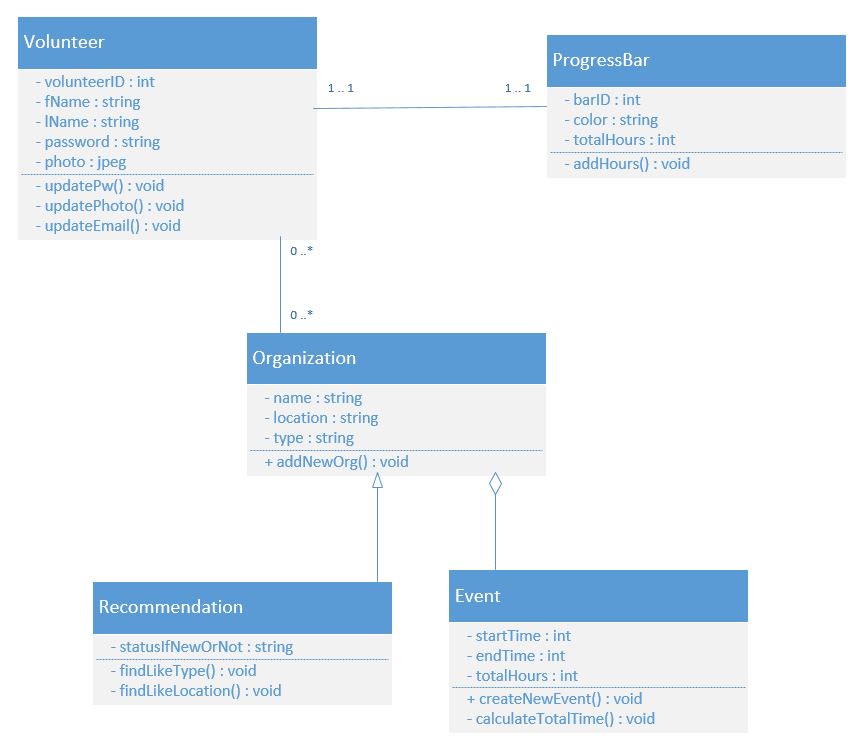 Volunteer
- volunteerID : int
- fName : string
- lName : string
- password : string
- photo : jpeg
- updatePw() : void
- updatePhoto() : void
- updateEmail() : void
1 .. 1
1 .. 1
ProgressBar
- barID : int
- color : string
- totalHours : int
- addHours() : void
0 ..*
0 ..*
Organization
- name : string
- location : string
- type : string
+ addNewOrg() : void
Recommendation
- statusIfNewOrNot : string
- findLikeType() : void
- findLikeLocation() : void
Event
- startTime : int
- endTime : int
- totalHours : int
+ createNewEvent() : void
- calculateTotalTime() : void